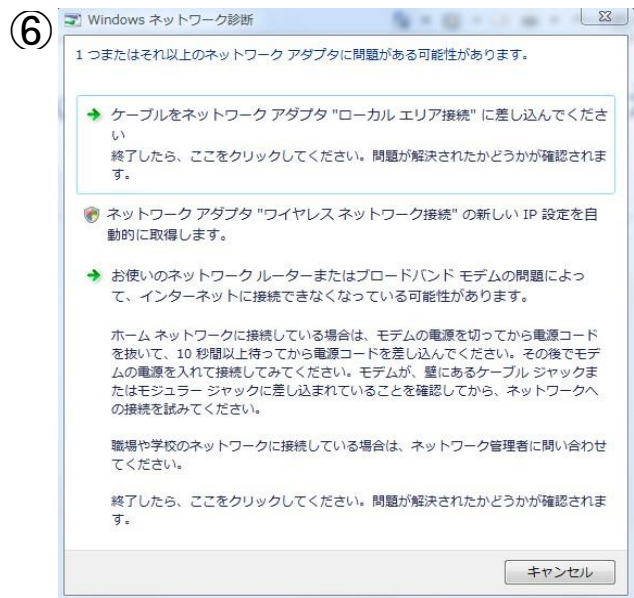 ⑥
Windows ネットワーク診断
1 つまたはそれ以上のネットワーク アダプタに問題がある可能性があります。
ケーブルをネットワーク アダプタ "ローカル エリア接続" に差し込んでくださ
い
終了したら、ここをクリックしてください。問題が解決されたかどうかが確認されま
す。
ネットワーク アダプタ "ワイヤレス ネットワーク接続" の新しい IP 設定を自
動的に取得します。
お使いのネットワーク ルーターまたはブロードバンド モデムの問題によっ
て、インターネットに接続できなくなっている可能性があります。
ホーム ネットワークに接続している場合は、モデムの電源を切ってから電源コード
を抜いて、10 秒間以上待ってから電源コードを差し込んでください。その後でモデ
ムの電源を入れて接続してみてください。モデムが、壁にあるケーブル ジャックま
たはモジュラー ジャックに差し込まれていることを確認してから、ネットワークへ
の接続を試みてください。
職場や学校のネットワークに接続している場合は、ネットワーク管理者に問い合わせ
てください。
終了したら、ここをクリックしてください。問題が解決されたかどうかが確認されま
す。
キャンセル